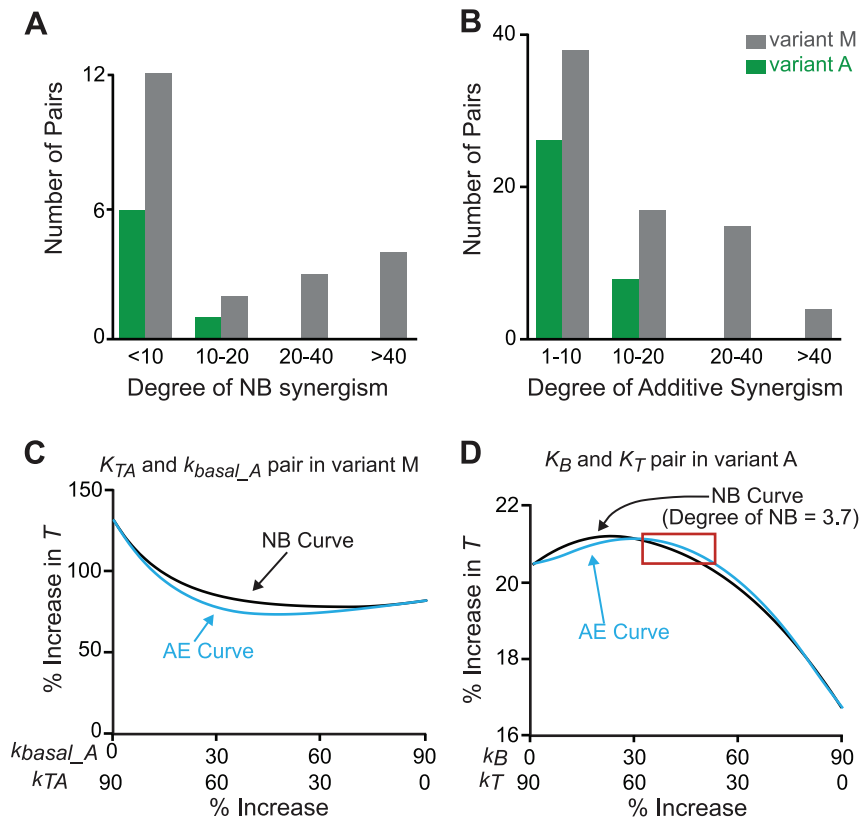 A
12
6
0
Number of Pairs
<10 10-20 20-40 >40
Degree of NB synergism
B
40
20
0
Number of Pairs
1-10 10-20 20-40 >40
Degree of Additive Synergism
variant M
variant A
C
K_TA and k_basal_A pair in variant M
150
100
50
0
% Increase in T
NB Curve
AE Curve
k_basal_A 0 30 60 90
k_TA 90 60 30 0
% Increase
D
K_B and K_T pair in variant A
22
20
18
16
% Increase in T
NB Curve
(Degree of NB = 3.7)
AE Curve
k_B 0 30 60 90
k_T 90 60 30 0
% Increase